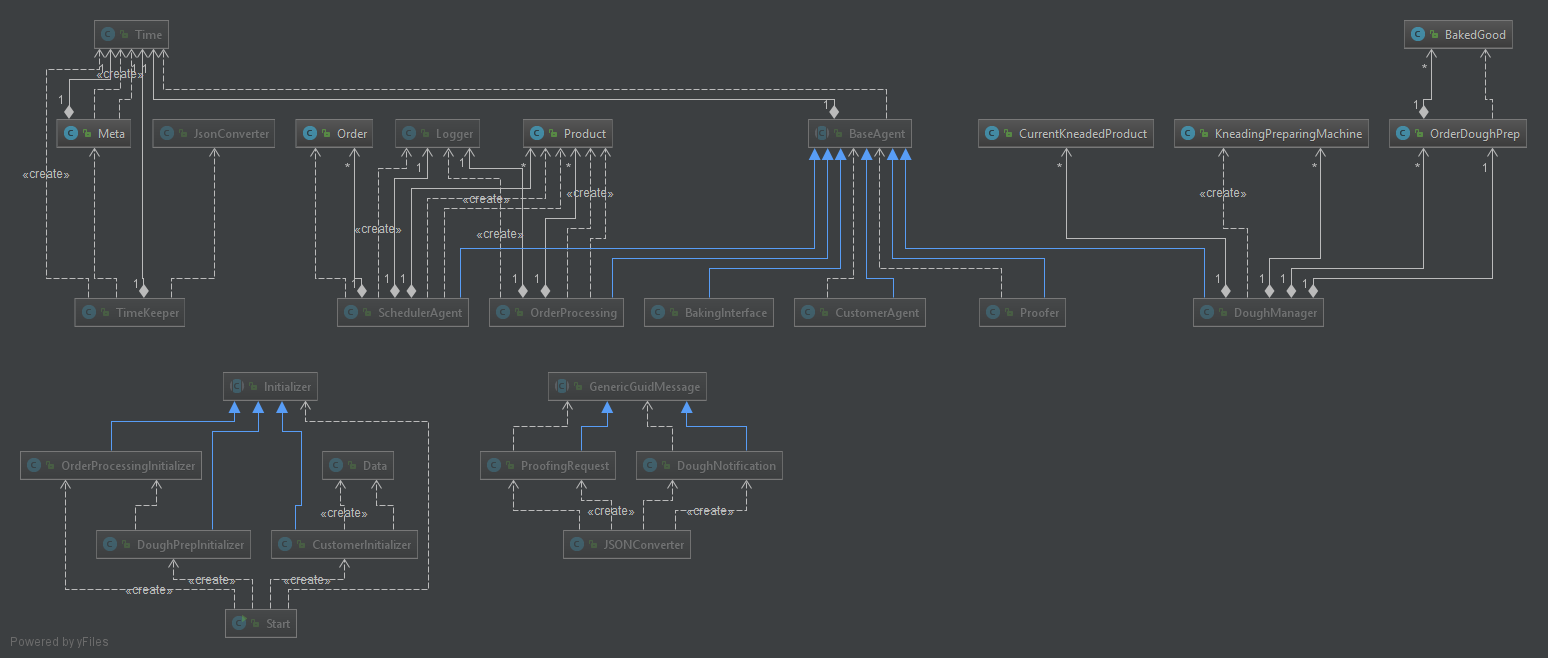 Time
BakedGood
«create»
1
1
1
*
1
1
1
Meta
JsonConverter
Order
Logger
Product
BaseAgent
CurrentKneadedProduct
KneadingPreparingMachine
OrderDoughPrep
*
1
1
*
*
*
*
*
1
«create»
«create»
«create»
«create»
«create»
«create»
1
1
1
1
1
1
1
1
1
1
TimeKeeper
SchedulerAgent
OrderProcessing
BakingInterface
CustomerAgent
Proofer
DoughManager
Initializer
GenericGuidMessage
OrderProcessingInitializer
Data
ProofingRequest
DoughNotification
«create»
«create»
«create»
DoughPrepInitializer
CustomerInitializer
JSONConverter
«create»
«create»
«create»
Start
Powered by yFiles